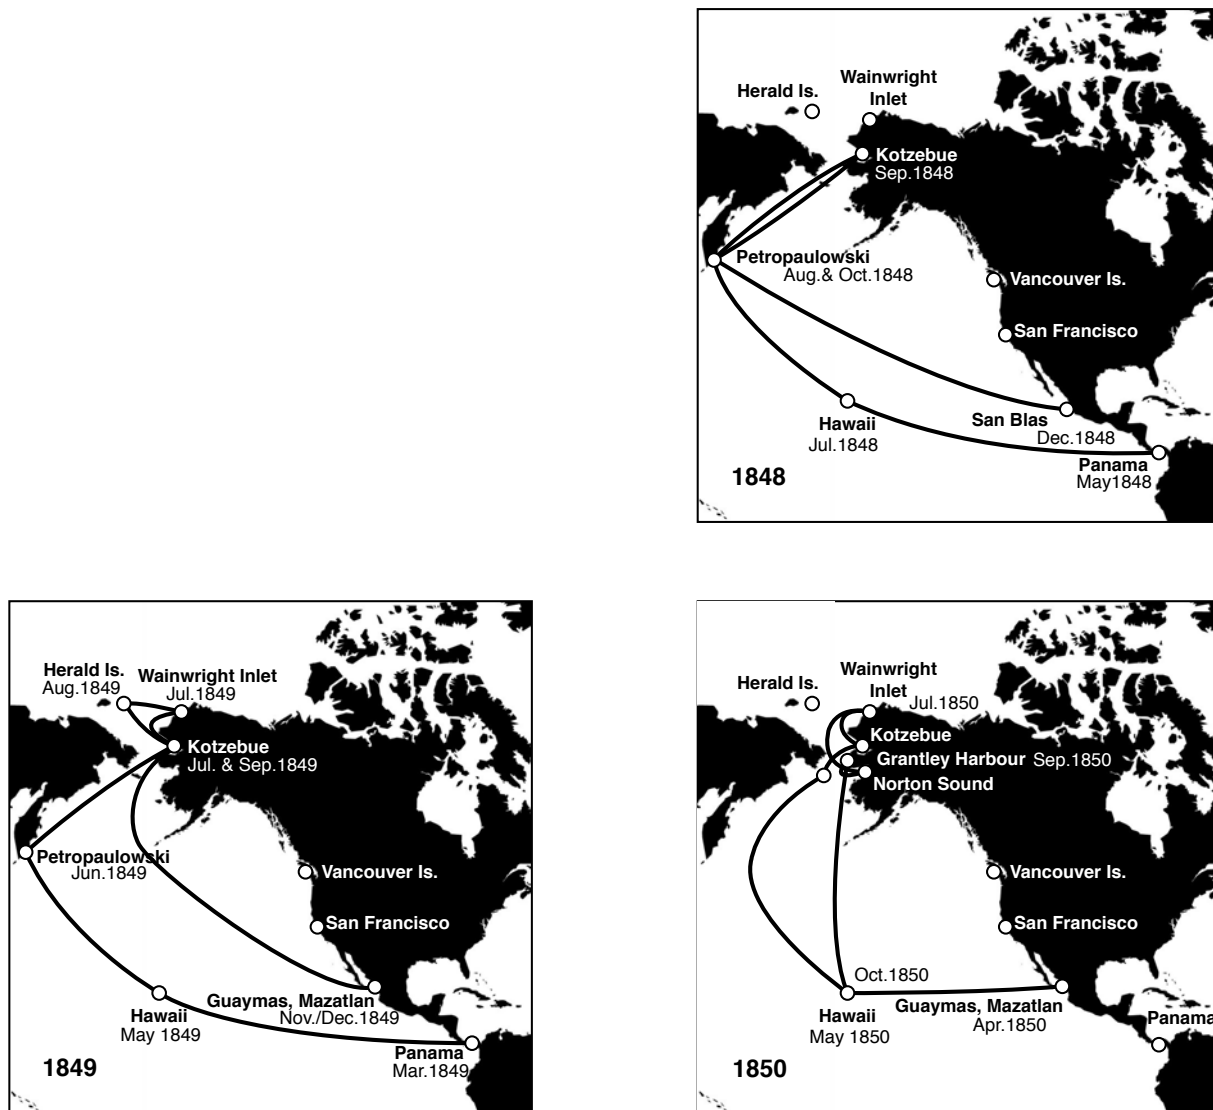 Wainwright
Inlet
Herald Is.
Kotzebue
Sep.1848
Petropaulowski
Aug.& Oct.1848
Vancouver Is.
San Francisco
San Blas
Dec.1848
Hawaii
Jul.1848
Panama
May1848
1848
Herald Is.
Aug.1849
Wainwright Inlet
Jul.1849
Kotzebue
Jul. & Sep.1849
Petropaulowski
Jun.1849
Vancouver Is.
San Francisco
Guaymas, Mazatlan
Nov./Dec.1849
Hawaii
May 1849
Panama
Mar.1849
1849
Wainwright
Inlet
Jul.1850
Herald Is.
Kotzebue
Grantley Harbour Sep.1850
Norton Sound
Vancouver Is.
San Francisco
Oct.1850
Guaymas, Mazatlan
Apr.1850
Hawaii
May 1850
Panama
1850